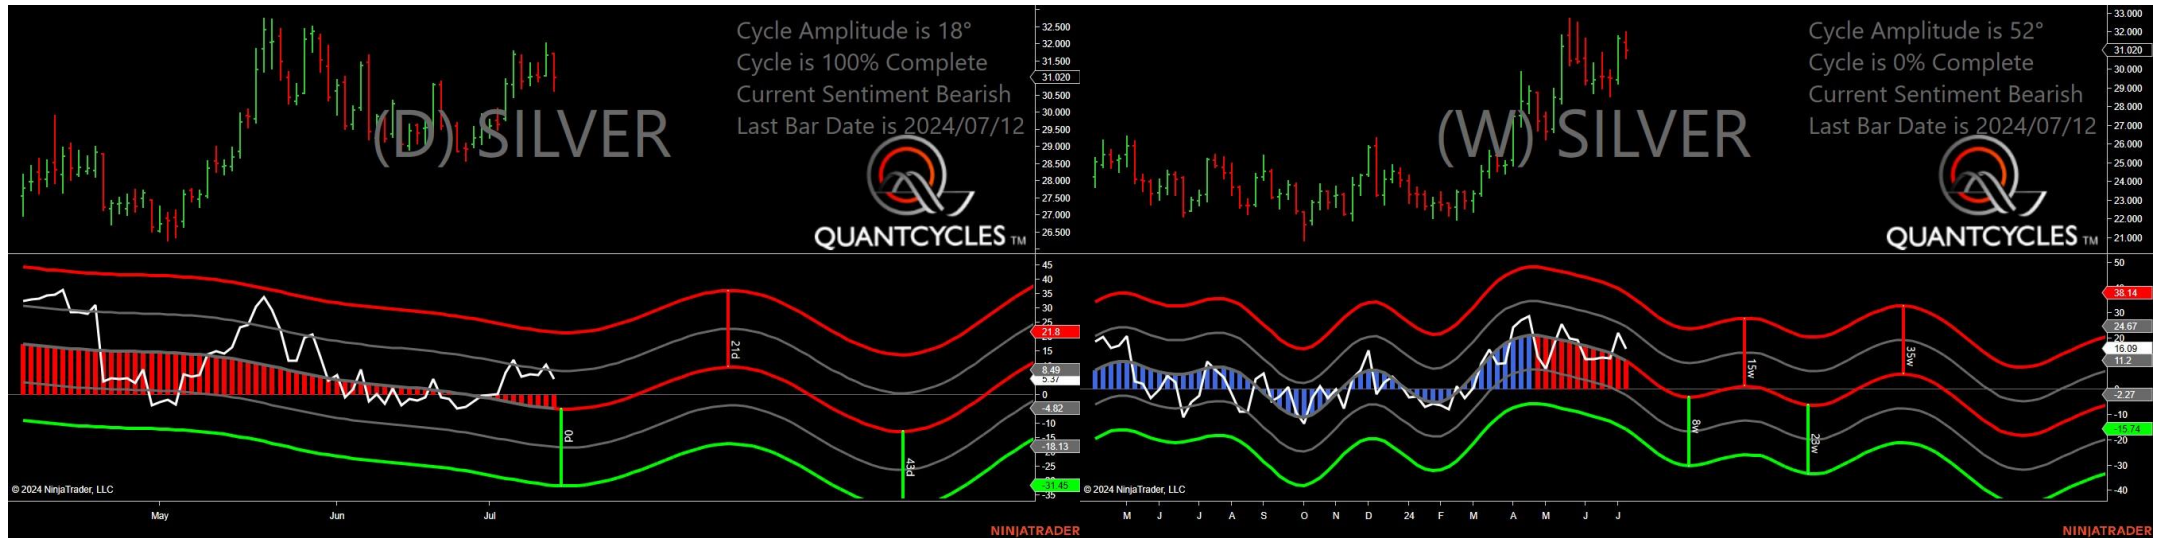 Cycle Amplitude is 18°
Cycle is 100% Complete
Current Sentiment Bearish
Last Bar Date is 2024/07/12
(D) SILVER
QUANTCYCLES TM
32.500
32.000
31.500
31.020
30.500
30.000
29.500
29.000
28.500
28.000
27.500
27.000
26.500
45
40
35
30
25
21.8
15
8.49
5.37
0
-4.82
-10
-15
-18.13
-25
-31.45
-35
21d
0d
43d
© 2024 NinjaTrader, LLC
May Jun Jul
NINJATRADER
Cycle Amplitude is 52°
Cycle is 0% Complete
Current Sentiment Bearish
Last Bar Date is 2024/07/12
(W) SILVER
QUANTCYCLES TM
33.000
32.000
31.020
30.000
29.000
28.000
27.000
26.000
25.000
24.000
23.000
22.000
21.000
50
38.14
30
24.67
20
16.09
11.2
-2.27
-10
-15.74
-20
-30
-40
15w
35w
8w
23w
© 2024 NinjaTrader, LLC
M J J A S O N D 24 F M A M J J
NINJATRADER